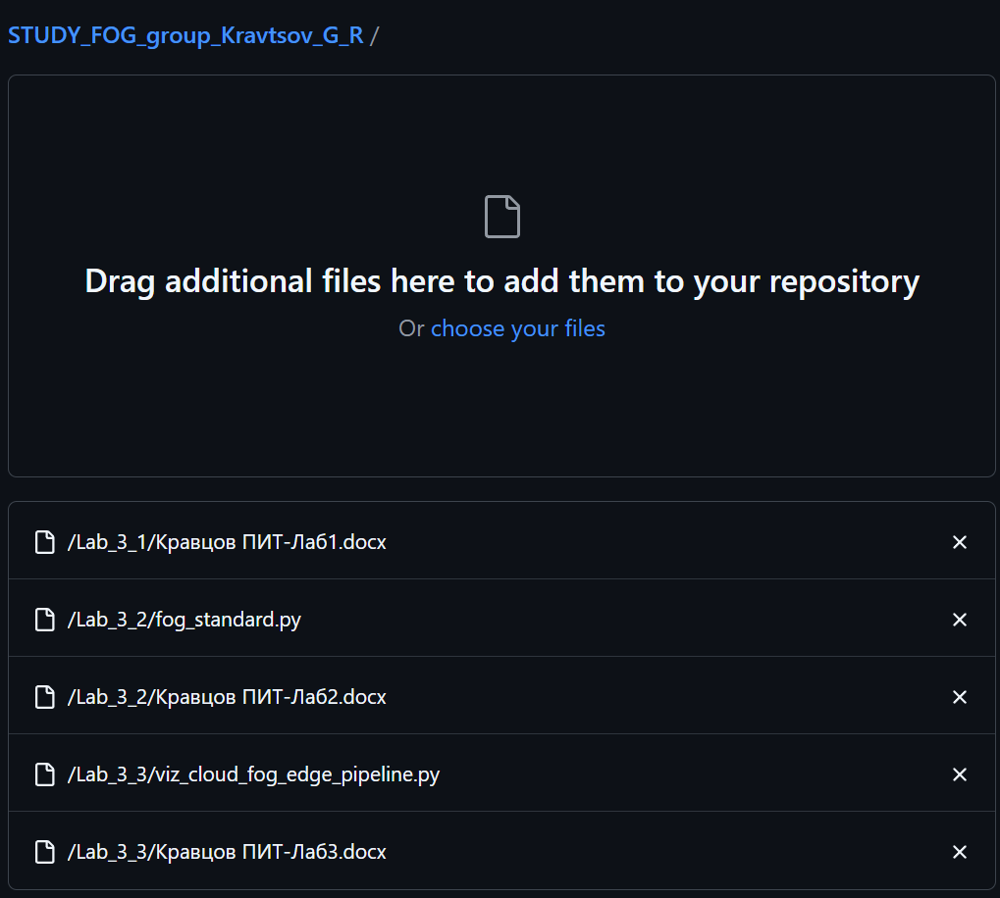 STUDY_FOG_group_Kravtsov_G_R /
Drag additional files here to add them to your repository
Or choose your files
/Lab_3_1/Кравцов ПИТ-Лаб1.docx
/Lab_3_2/fog_standard.py
/Lab_3_2/Кравцов ПИТ-Лаб2.docx
/Lab_3_3/viz_cloud_fog_edge_pipeline.py
/Lab_3_3/Кравцов ПИТ-Лаб3.docx